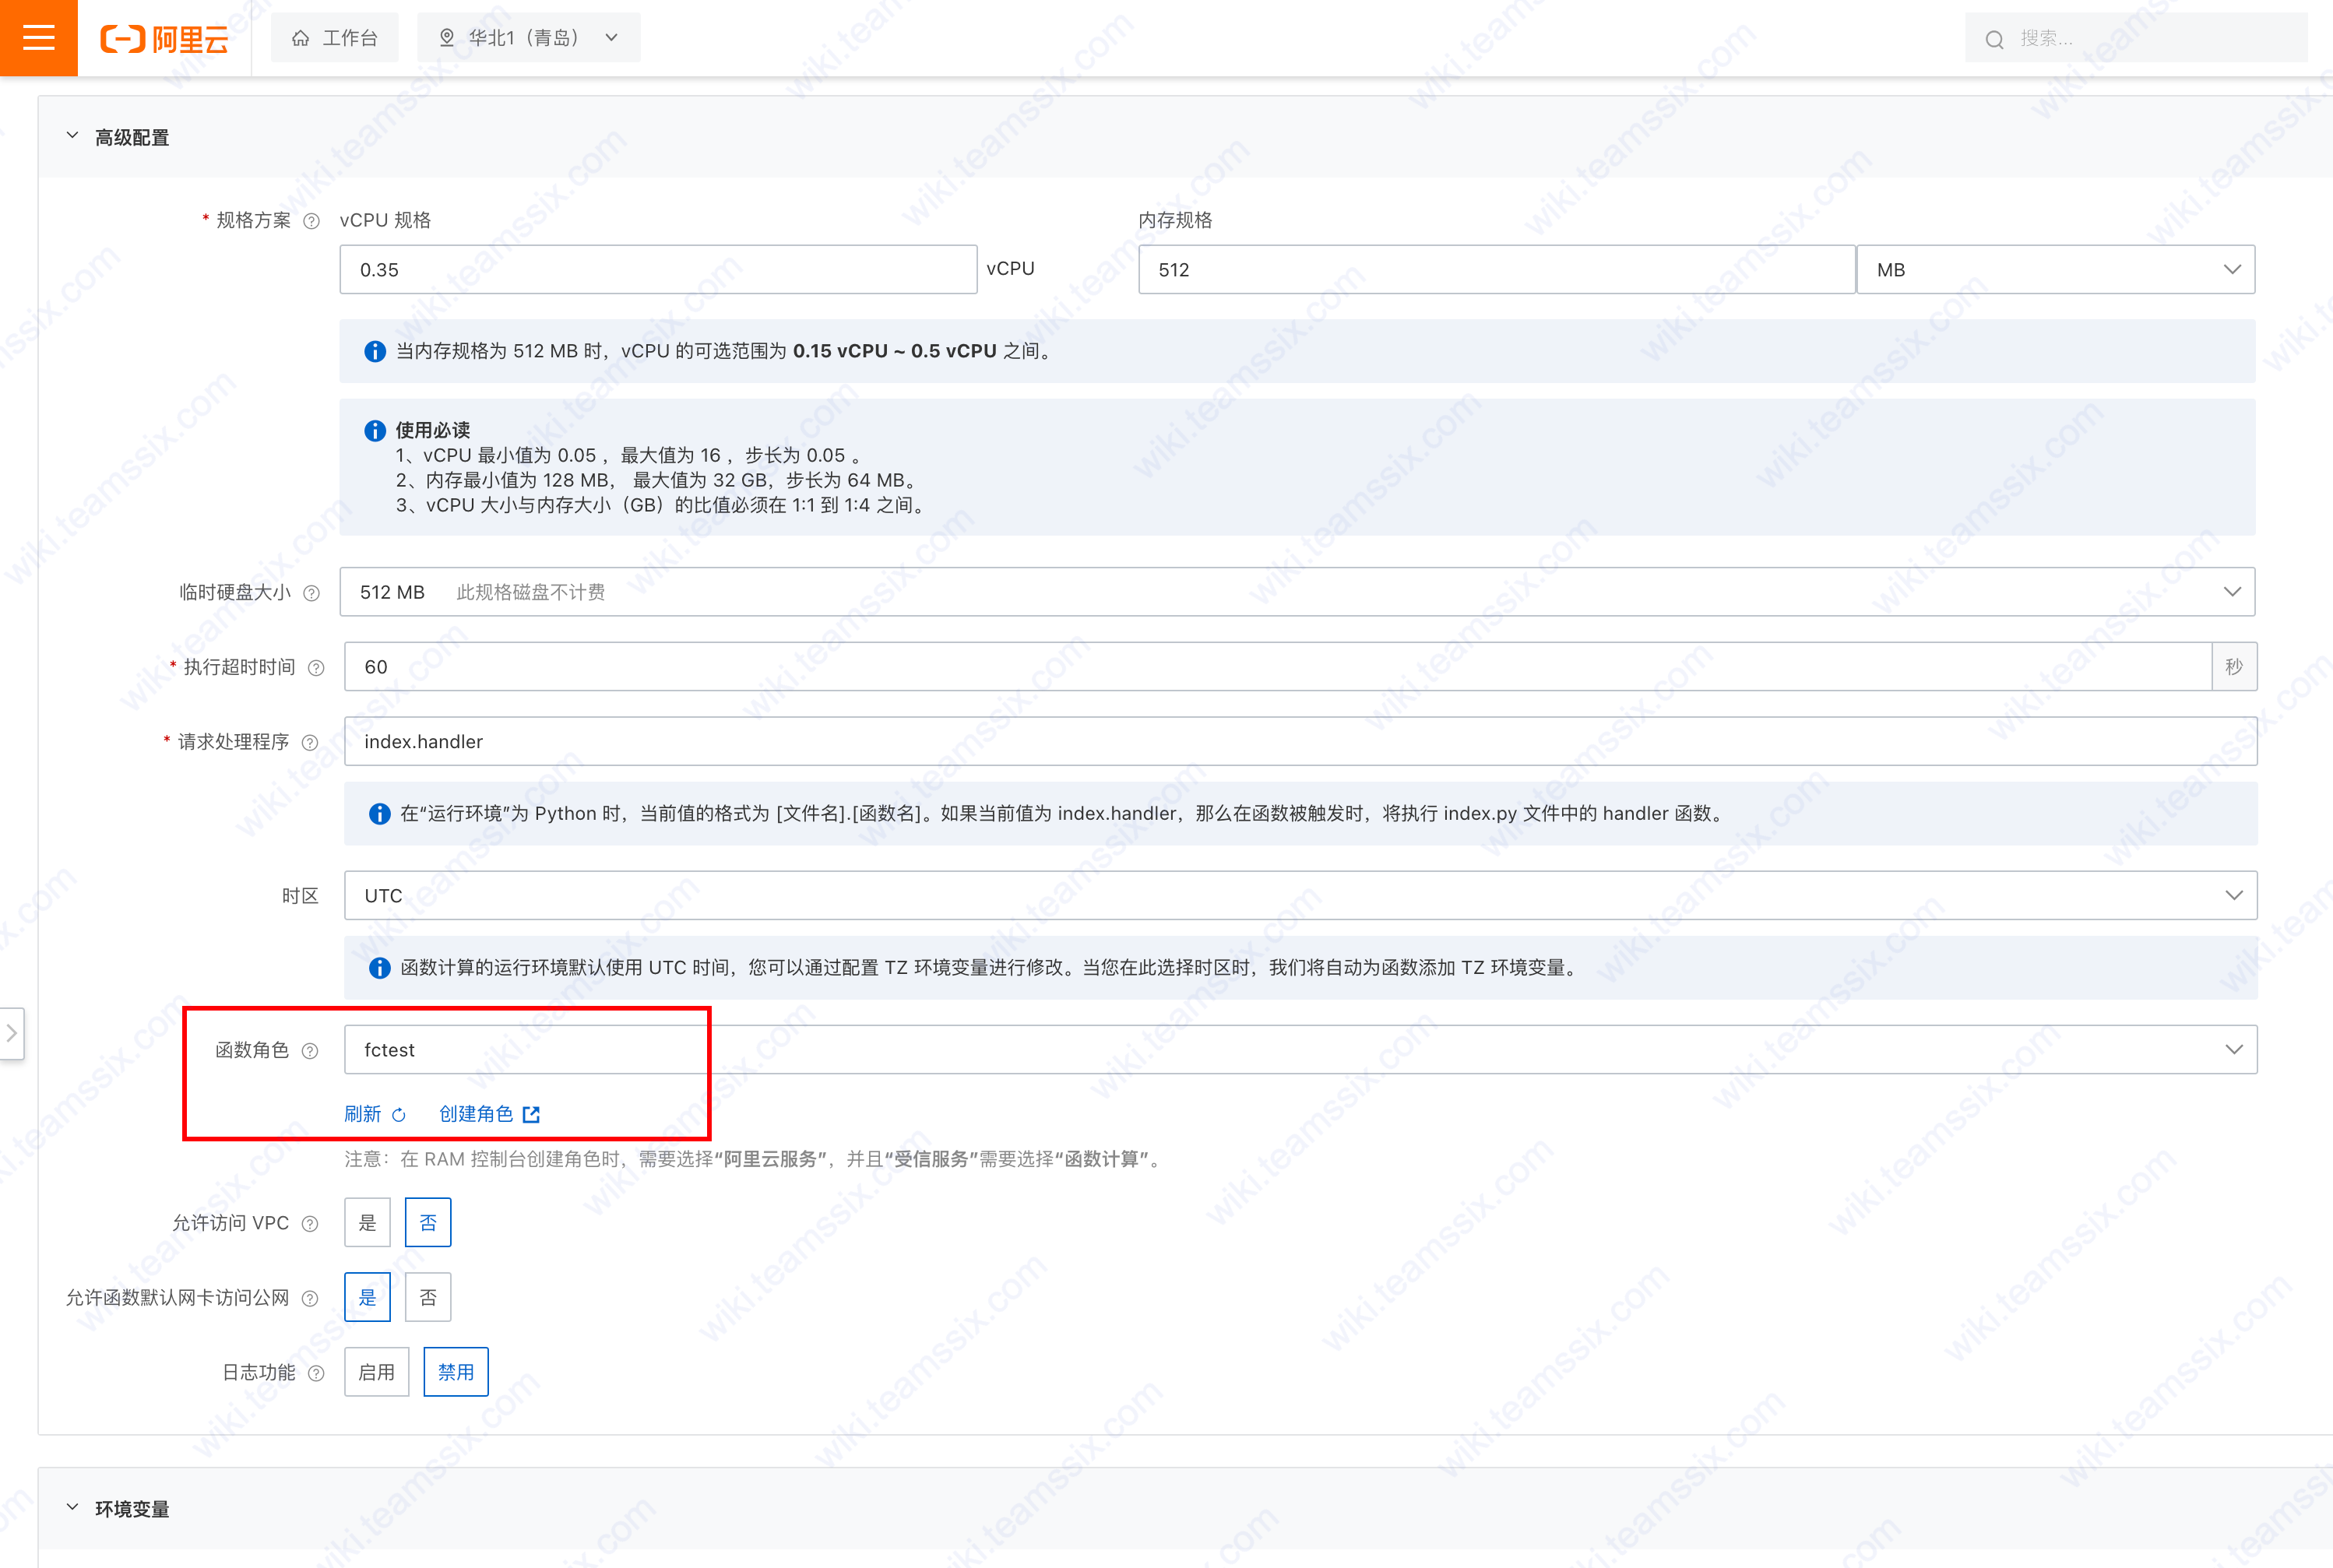 阿里云 工作台 华北1（青岛） 搜索...
高级配置
* 规格方案 vCPU 规格 内存规格
0.35 vCPU 512 MB
当内存规格为 512 MB 时，vCPU 的可选范围为 0.15 vCPU ~ 0.5 vCPU 之间。
使用必读
1、vCPU 最小值为 0.05 ，最大值为 16 ，步长为 0.05 。
2、内存最小值为 128 MB， 最大值为 32 GB，步长为 64 MB。
3、vCPU 大小与内存大小（GB）的比值必须在 1:1 到 1:4 之间。
临时硬盘大小 512 MB 此规格磁盘不计费
* 执行超时时间 60 秒
* 请求处理程序 index.handler
在“运行环境”为 Python 时，当前值的格式为 [文件名].[函数名]。如果当前值为 index.handler，那么在函数被触发时，将执行 index.py 文件中的 handler 函数。
时区 UTC
函数计算的运行环境默认使用 UTC 时间，您可以通过配置 TZ 环境变量进行修改。当您在此选择时区时，我们将自动为函数添加 TZ 环境变量。
函数角色 fctest
刷新 创建角色
注意：在 RAM 控制台创建角色时，需要选择“阿里云服务”，并且“受信服务”需要选择“函数计算”。
允许访问 VPC 是 否
允许函数默认网卡访问公网 是 否
日志功能 启用 禁用
环境变量
wiki.teamssix.com